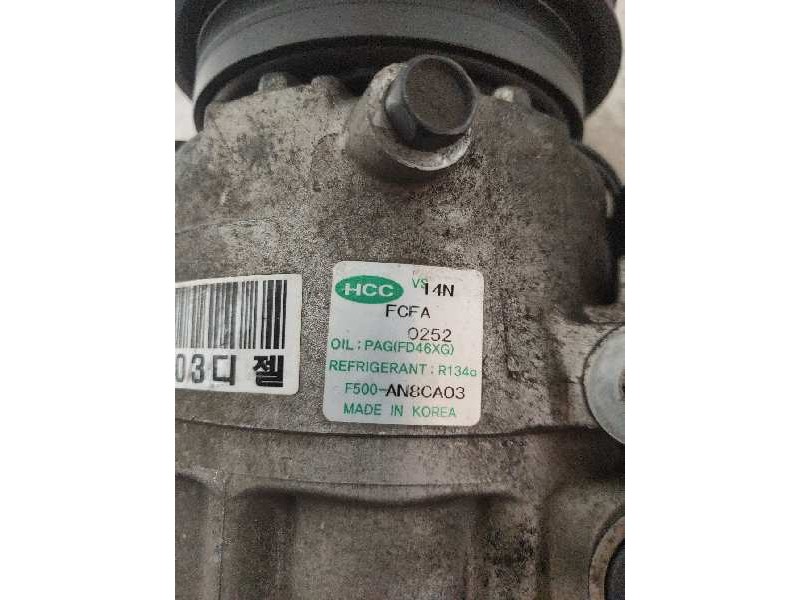 HCC VS 14N
FCFA
0252
OIL : PAG(FD46XG)
REFRIGERANT : R134a
F500-AN8CA03
MADE IN KOREA
03디젤